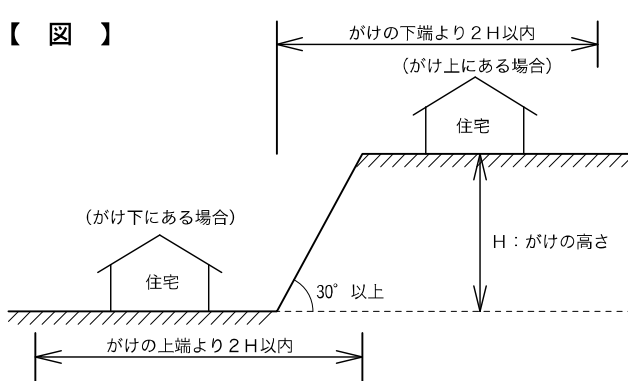 【 図 】
がけの下端より２Ｈ以内
（がけ上にある場合）
住宅
（がけ下にある場合）
住宅
Ｈ：がけの高さ
30° 以上
がけの上端より２Ｈ以内